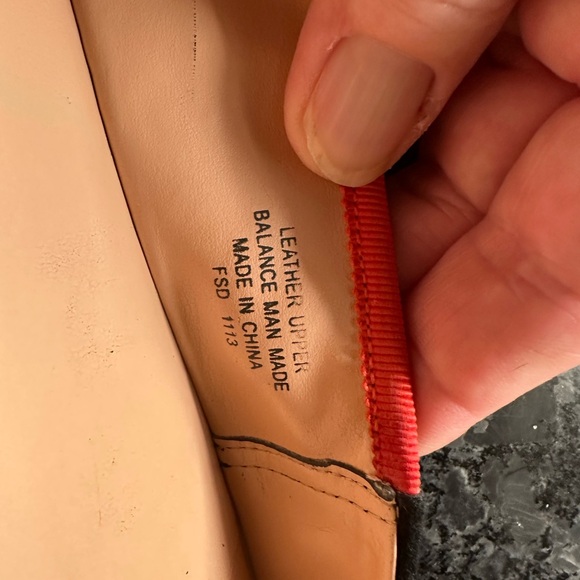 LEATHER UPPER
BALANCE MAN MADE
MADE IN CHINA
FSD 1113